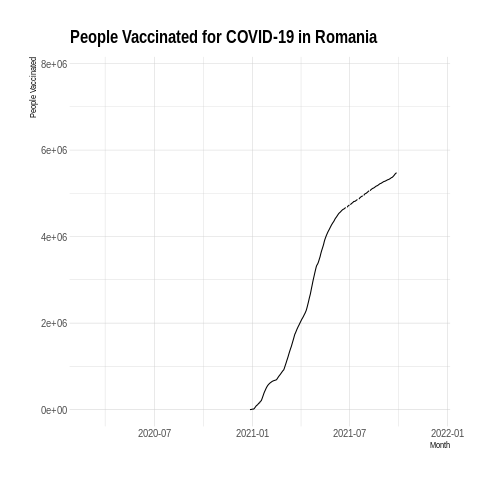 People Vaccinated for COVID-19 in Romania
People Vaccinated
8e+06
6e+06
4e+06
2e+06
0e+00
2020-07
2021-01
2021-07
2022-01
Month